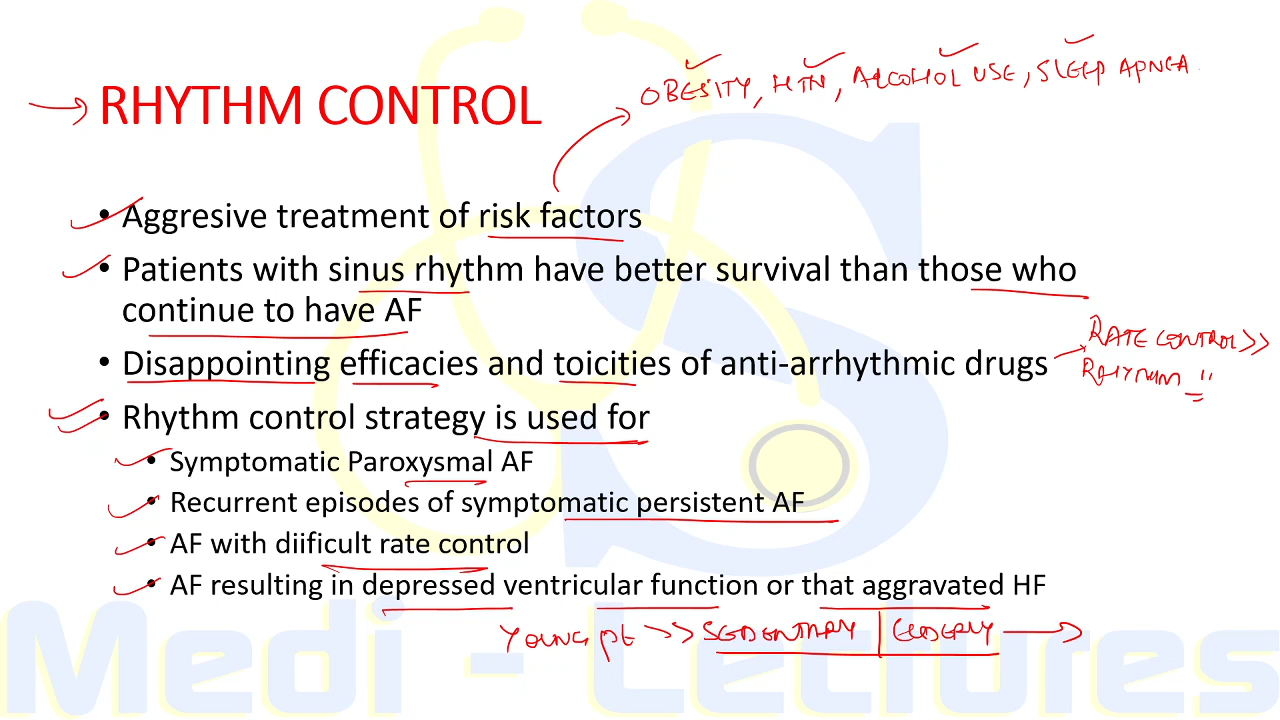 OBESITY, HTN, ALCOHOL USE, SLEEP APNEA
RHYTHM CONTROL
• Aggresive treatment of risk factors
• Patients with sinus rhythm have better survival than those who
continue to have AF
• Disappointing efficacies and toicities of anti-arrhythmic drugs
RATE CONTROL >>
RHYTHM "
• Rhythm control strategy is used for
• Symptomatic Paroxysmal AF
• Recurrent episodes of symptomatic persistent AF
• AF with diificult rate control
• AF resulting in depressed ventricular function or that aggravated HF
YOUNG pt >> SEDENTARY | ELDERLY
Medi - Lectures